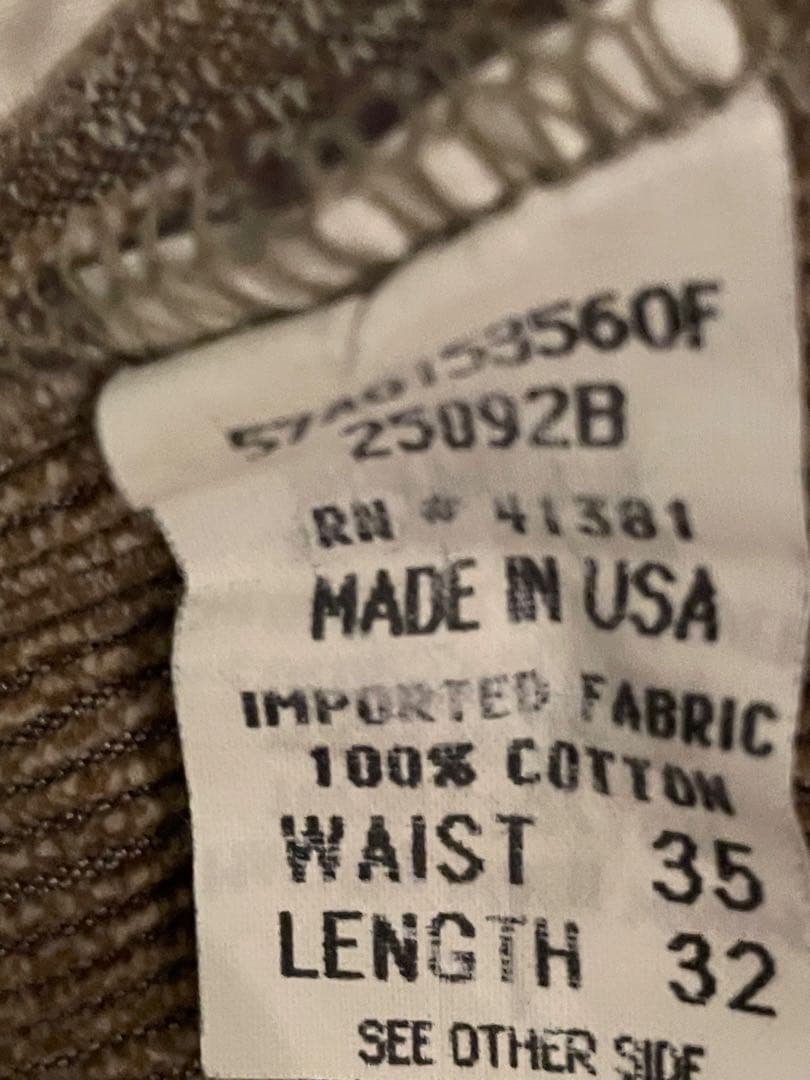 25092B
RN # 41381
MADE IN USA
IMPORTED FABRIC
100% COTTON
WAIST 35
LENGTH 32
SEE OTHER SIDE